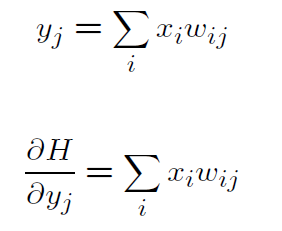 y_j = \sum_i x_i w_{ij}
\frac{\partial H}{\partial y_j} = \sum_i x_i w_{ij}